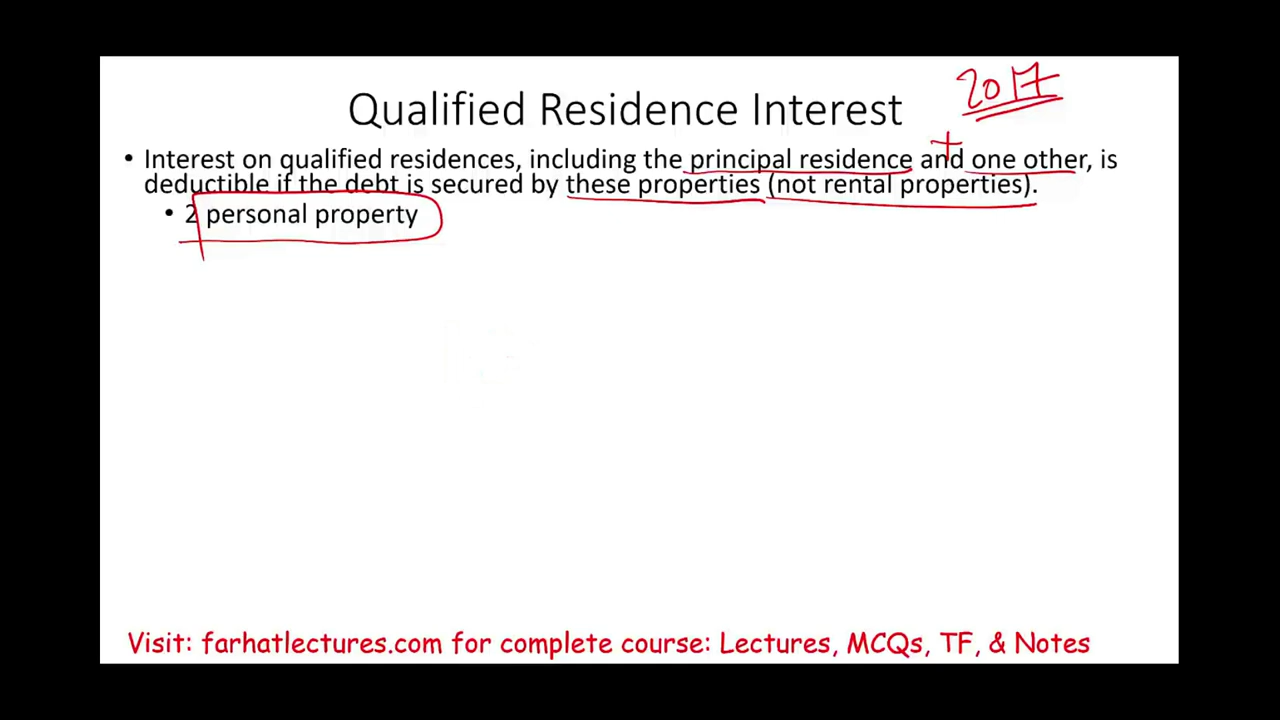 Qualified Residence Interest
2017
• Interest on qualified residences, including the principal residence and one other, is
deductible if the debt is secured by these properties (not rental properties).
• 2 personal property
Visit: farhatlectures.com for complete course: Lectures, MCQs, TF, & Notes